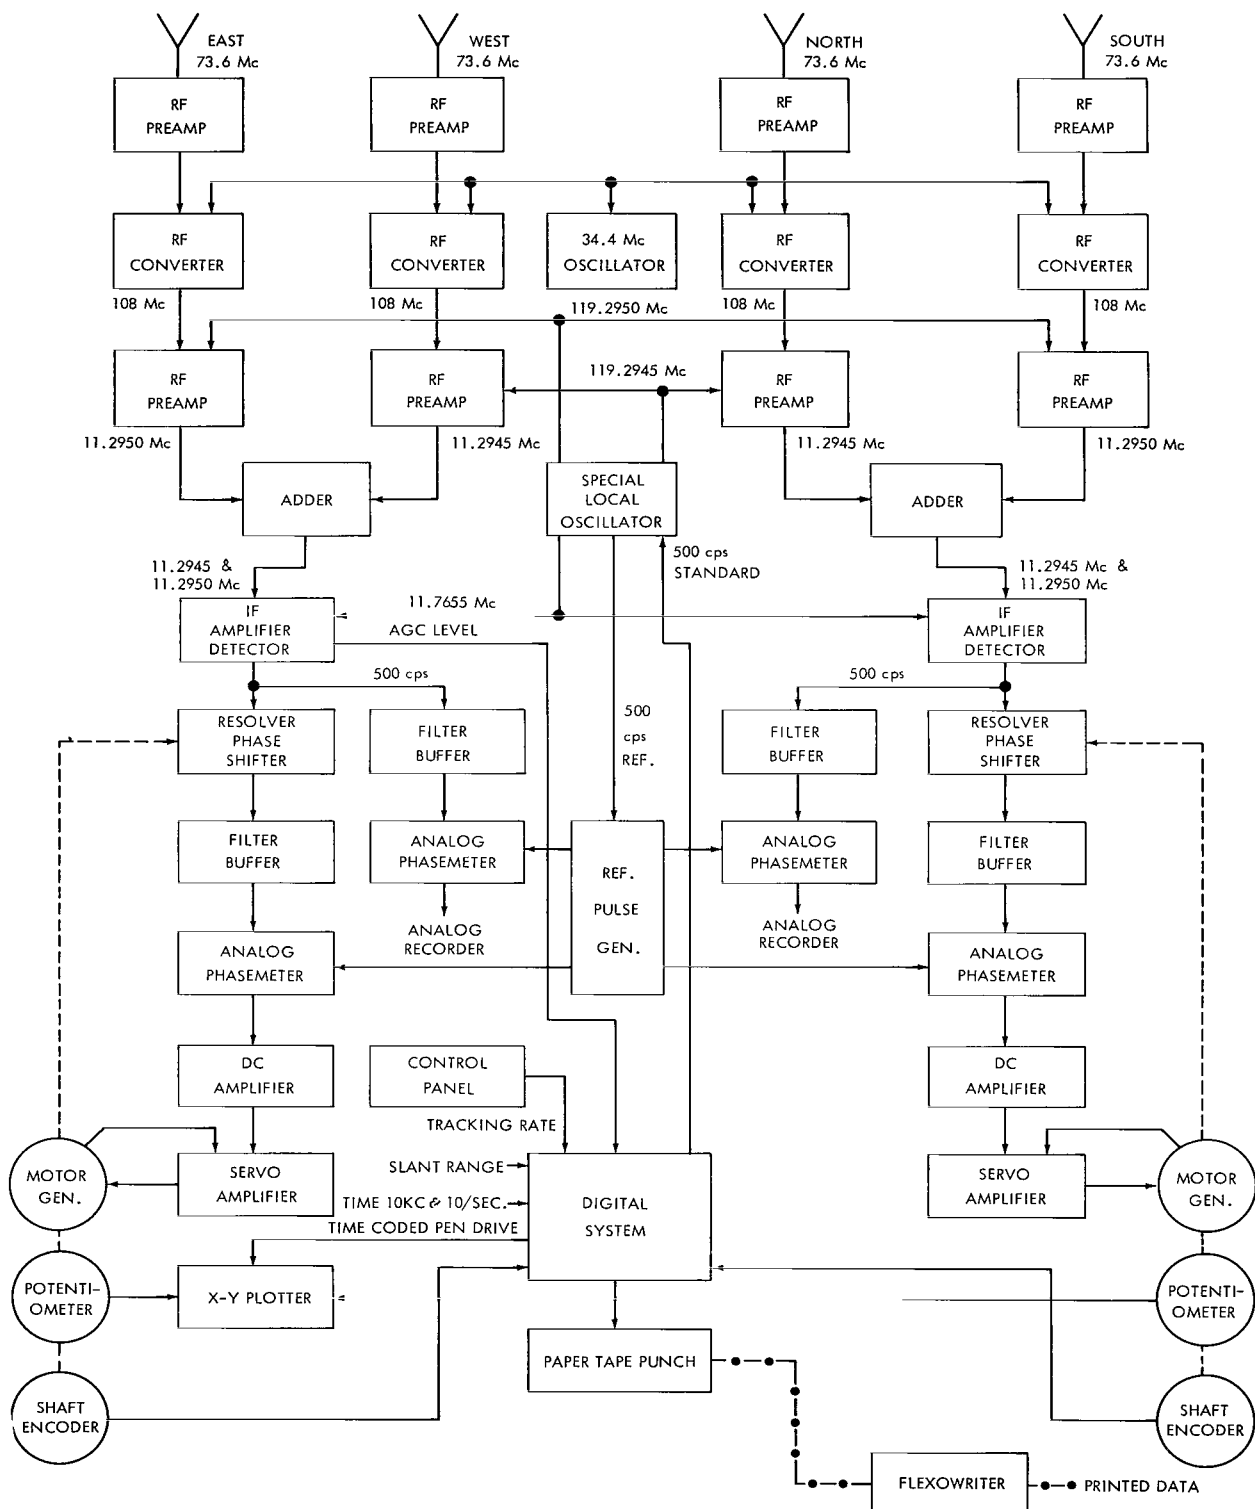 EAST
73.6 Mc
WEST
73.6 Mc
NORTH
73.6 Mc
SOUTH
73.6 Mc
RF
PREAMP
RF
PREAMP
RF
PREAMP
RF
PREAMP
RF
CONVERTER
RF
CONVERTER
34.4 Mc
OSCILLATOR
RF
CONVERTER
RF
CONVERTER
108 Mc
108 Mc
119.2950 Mc
108 Mc
108 Mc
RF
PREAMP
RF
PREAMP
119.2945 Mc
RF
PREAMP
RF
PREAMP
11.2950 Mc
11.2945 Mc
11.2945 Mc
11.2950 Mc
ADDER
SPECIAL
LOCAL
OSCILLATOR
ADDER
500 cps
STANDARD
11.2945 &
11.2950 Mc
11.2945 Mc &
11.2950 Mc
IF
AMPLIFIER
DETECTOR
11.7655 Mc
AGC LEVEL
IF
AMPLIFIER
DETECTOR
500 cps
500 cps
RESOLVER
PHASE
SHIFTER
FILTER
BUFFER
500
cps
REF.
FILTER
BUFFER
RESOLVER
PHASE
SHIFTER
FILTER
BUFFER
ANALOG
PHASEMETER
REF.
PULSE
GEN.
ANALOG
PHASEMETER
FILTER
BUFFER
ANALOG
RECORDER
ANALOG
RECORDER
ANALOG
PHASEMETER
ANALOG
PHASEMETER
DC
AMPLIFIER
CONTROL
PANEL
DC
AMPLIFIER
TRACKING RATE
MOTOR
GEN.
SERVO
AMPLIFIER
SLANT RANGE
TIME 10KC & 10/SEC.
TIME CODED PEN DRIVE
DIGITAL
SYSTEM
SERVO
AMPLIFIER
MOTOR
GEN.
POTENTI-
OMETER
X-Y PLOTTER
POTENTI-
OMETER
PAPER TAPE PUNCH
SHAFT
ENCODER
SHAFT
ENCODER
FLEXOWRITER
PRINTED DATA